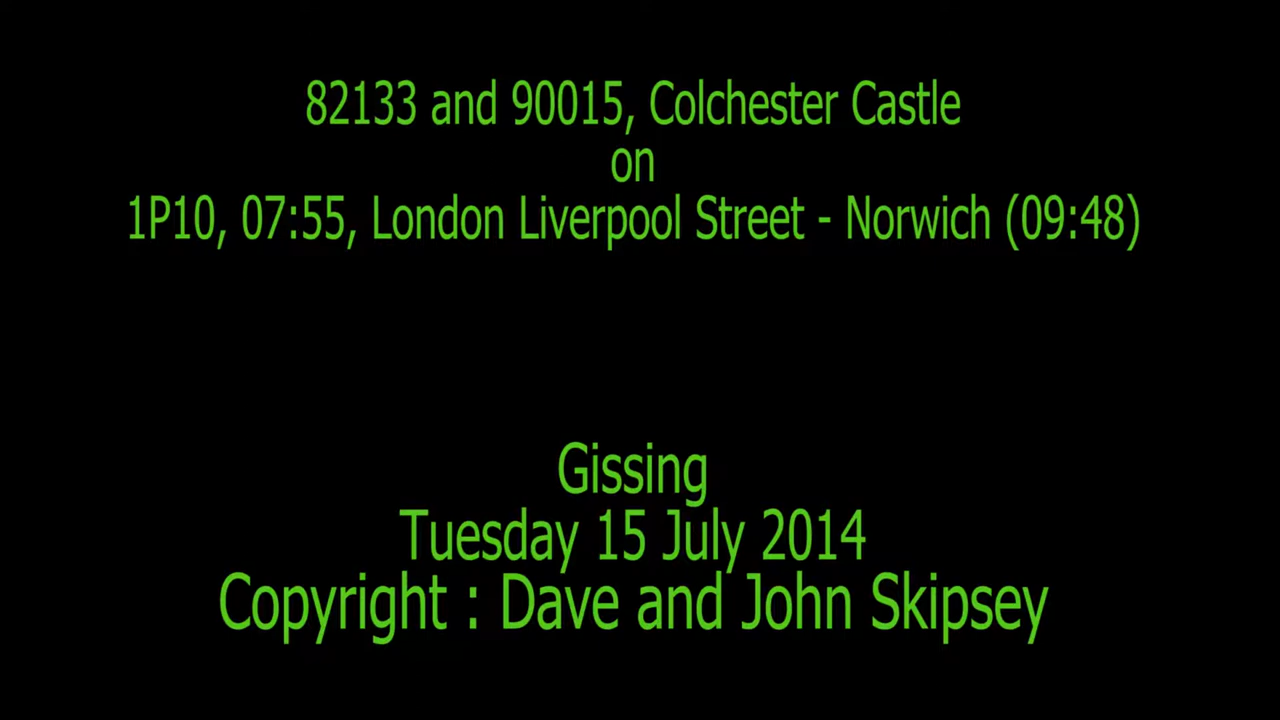 82133 and 90015, Colchester Castle
on
1P10, 07:55, London Liverpool Street - Norwich (09:48)
Gissing
Tuesday 15 July 2014
Copyright : Dave and John Skipsey